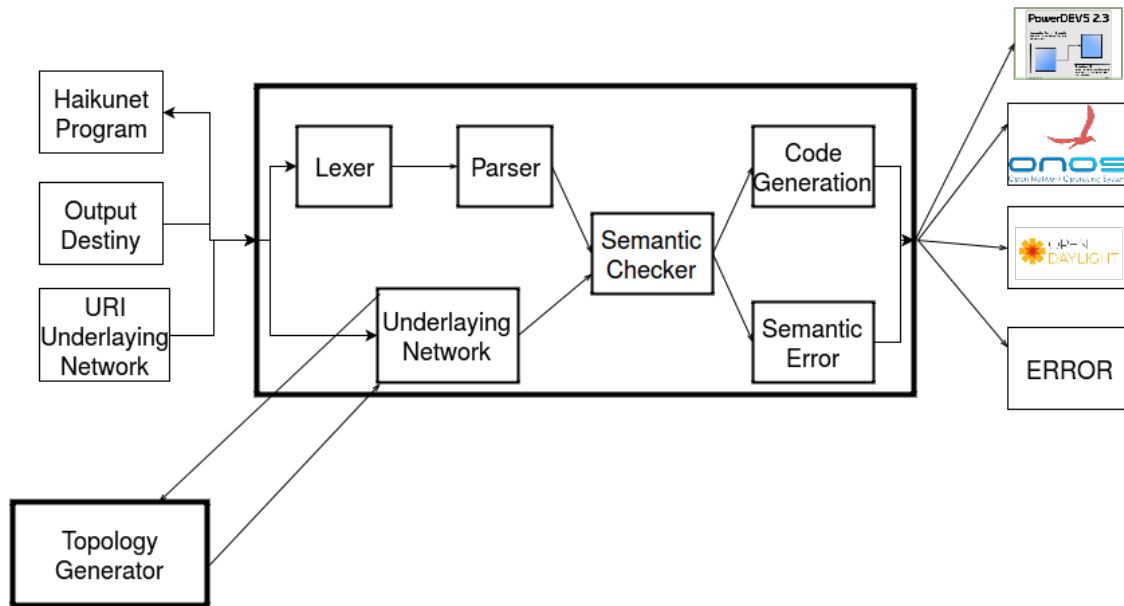 PowerDEVS 2.3
Haikunet
Program
Output
Destiny
URI
Underlaying
Network
Lexer
Parser
Underlaying
Network
Semantic
Checker
Code
Generation
Semantic
Error
onos
Open Network Operating System
OPEN
DAYLIGHT
ERROR
Topology
Generator